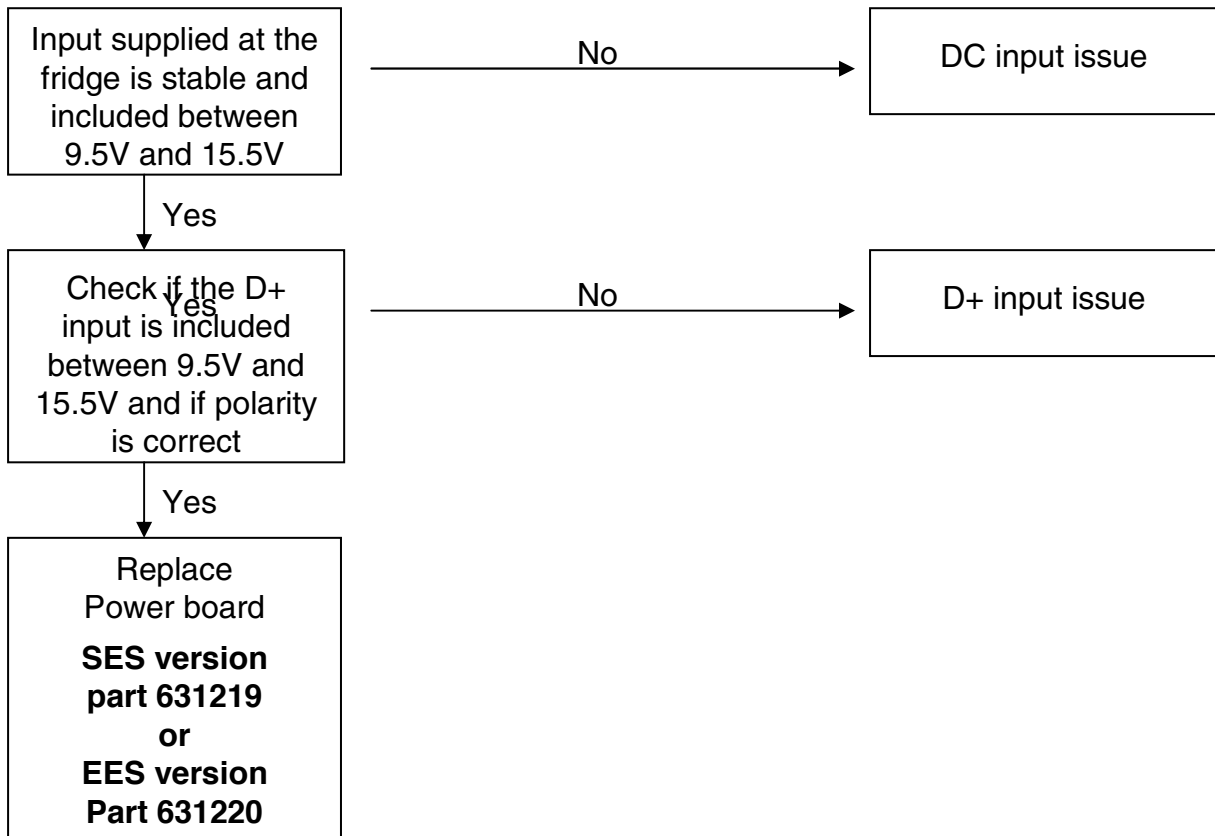 Input supplied at the
fridge is stable and
included between
9.5V and 15.5V
No
DC input issue
Yes
Check if the D+
Yes
input is included
between 9.5V and
15.5V and if polarity
is correct
No
D+ input issue
Yes
Replace
Power board
SES version
part 631219
or
EES version
Part 631220